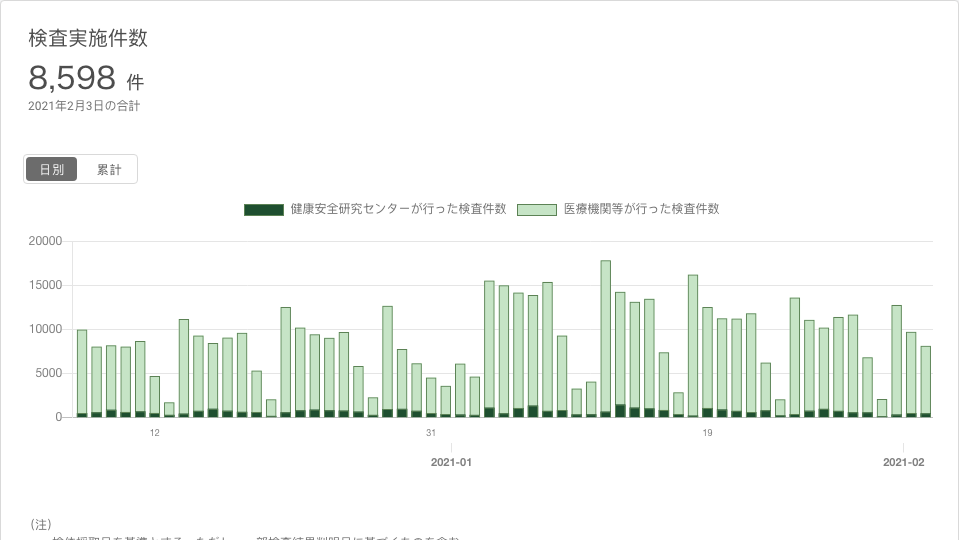 検査実施件数
8,598 件
2021年2月3日の合計
日別 累計
健康安全研究センターが行った検査件数 医療機関等が行った検査件数
20000
15000
10000
5000
0
12 31 19
2021-01 2021-02
(注)